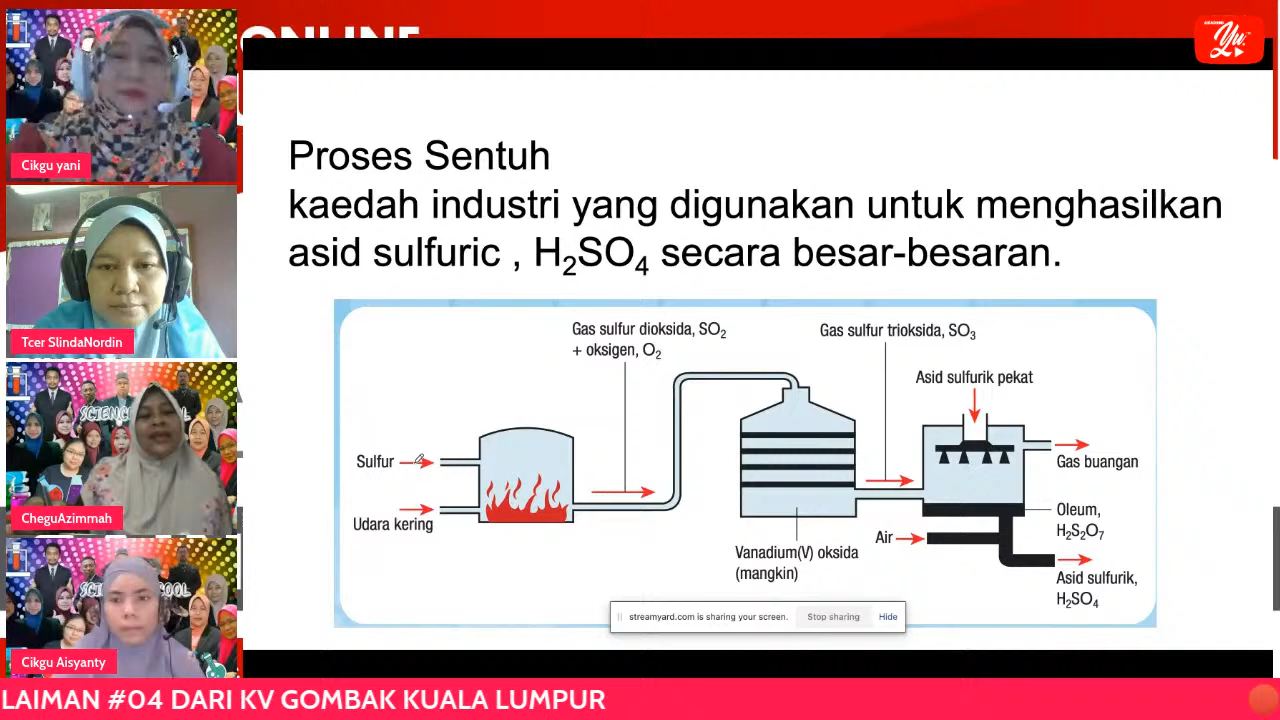 ONLINE
Yu
Cikgu yani
Tcer SlindaNordin
CheguAzimmah
Cikgu Aisyanty
Proses Sentuh
kaedah industri yang digunakan untuk menghasilkan
asid sulfuric , H₂SO₄ secara besar-besaran.
Gas sulfur dioksida, SO₂
+ oksigen, O₂
Gas sulfur trioksida, SO₃
Asid sulfurik pekat
Sulfur
Udara kering
Gas buangan
Oleum,
H₂S₂O₇
Vanadium(V) oksida
(mangkin)
Air
Asid sulfurik,
H₂SO₄
streamyard.com is sharing your screen. Stop sharing Hide
LAIMAN #04 DARI KV GOMBAK KUALA LUMPUR